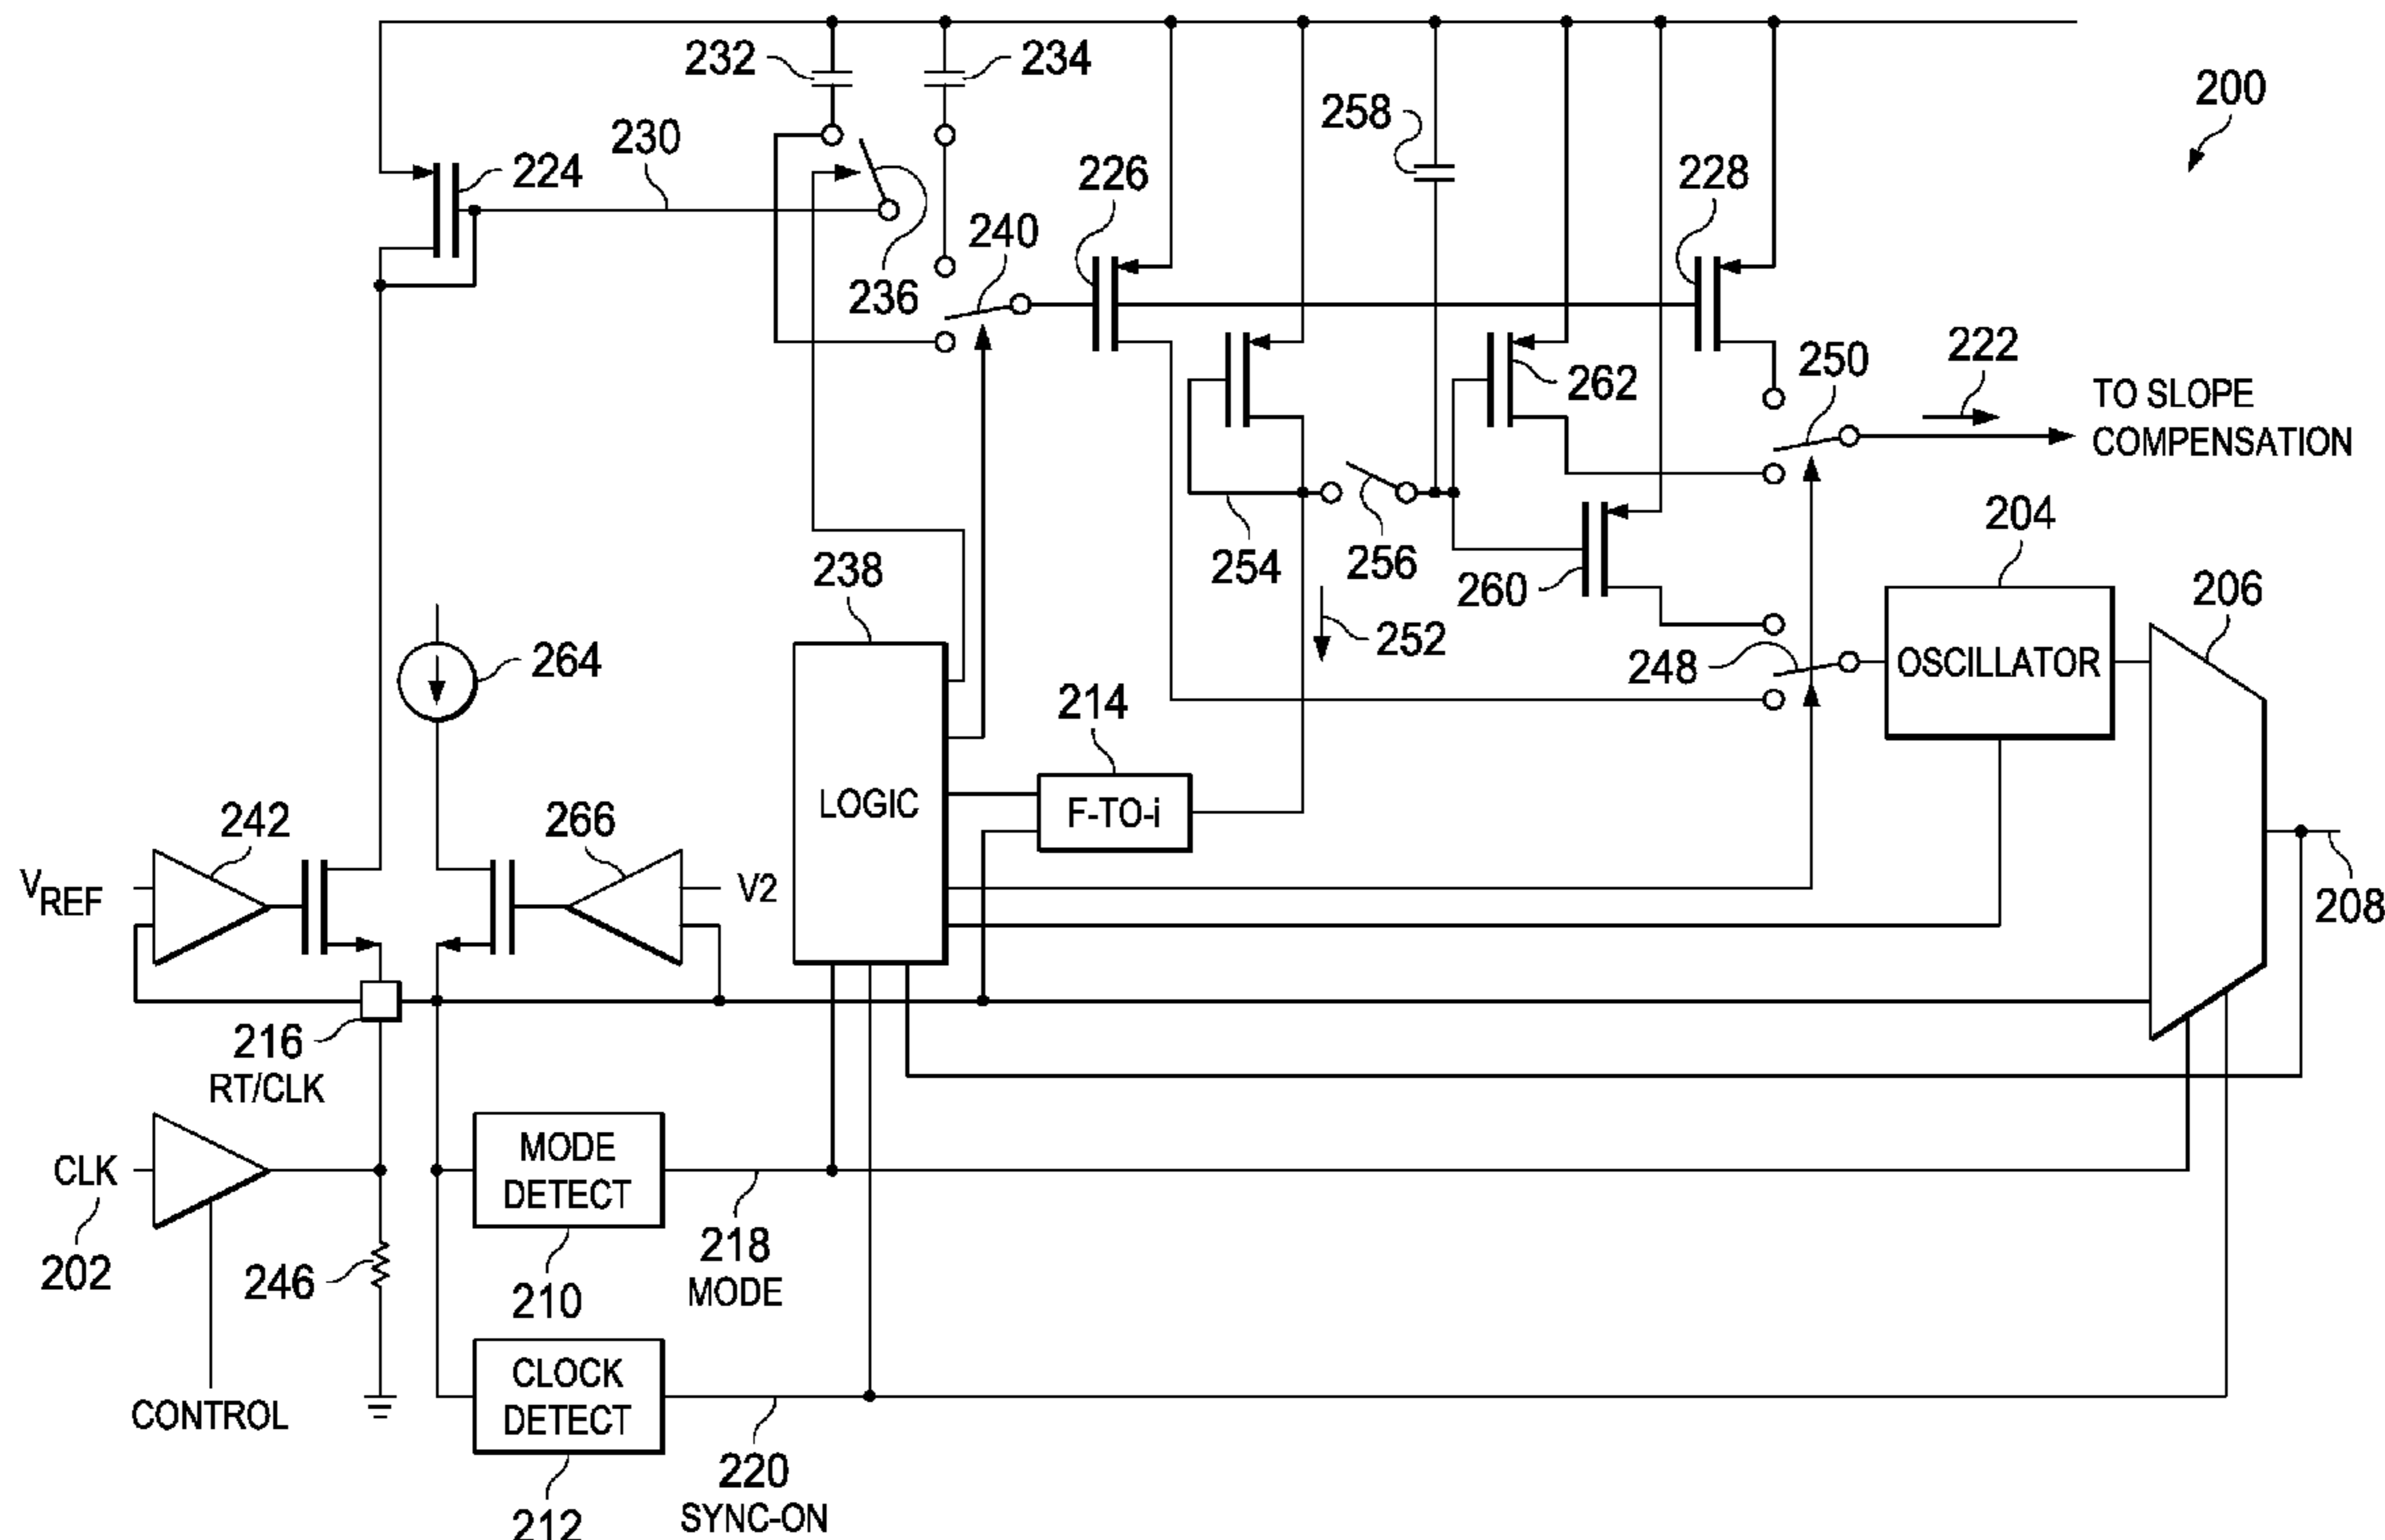 232
234
200
258
230
224
226
228
240
236
250
222
262
TO SLOPE
COMPENSATION
204
254
256
238
260
206
252
264
248
OSCILLATOR
214
242
266
LOGIC
F-TO-i
VREF
V2
208
216
RT/CLK
MODE
DETECT
CLK
218
MODE
202
246
210
CLOCK
DETECT
CONTROL
220
SYNC-ON
212